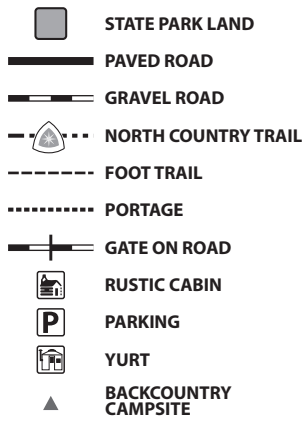 STATE PARK LAND
PAVED ROAD
GRAVEL ROAD
NORTH COUNTRY TRAIL
FOOT TRAIL
PORTAGE
GATE ON ROAD
RUSTIC CABIN
P PARKING
YURT
BACKCOUNTRY
CAMPSITE